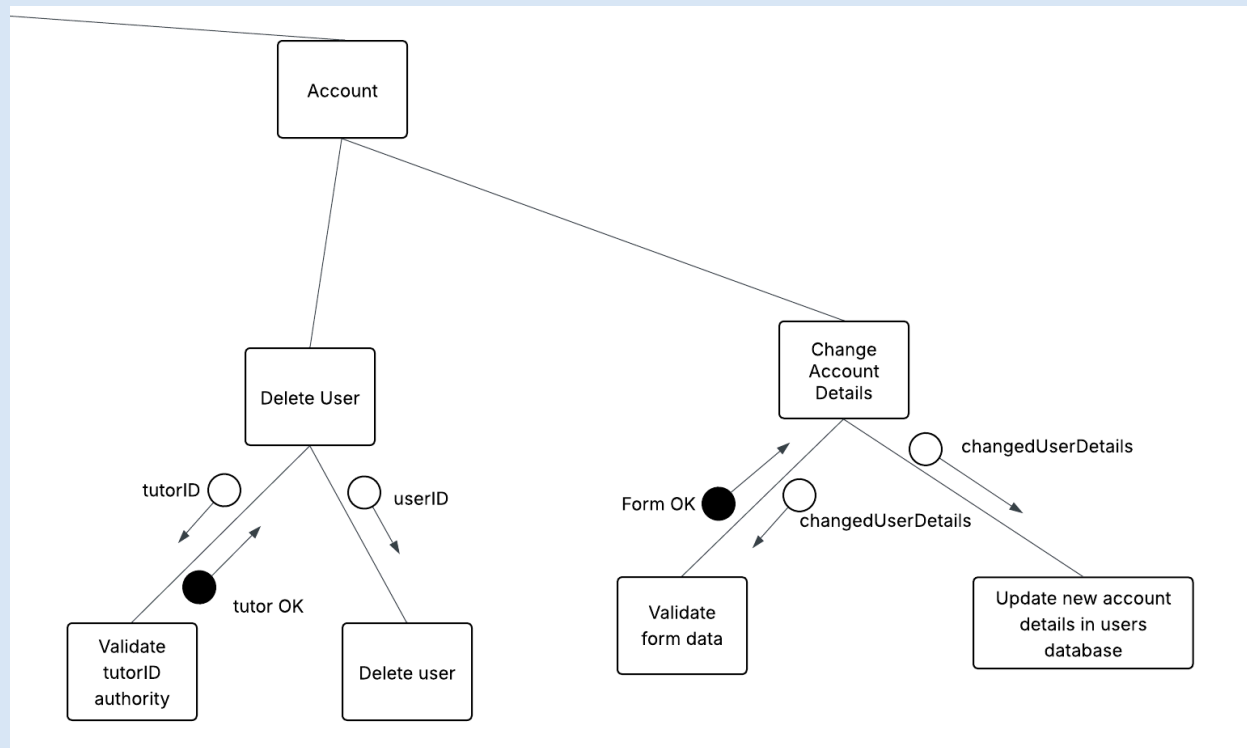 Account
Delete User
Change
Account
Details
tutorID
userID
tutor OK
Form OK
changedUserDetails
changedUserDetails
Validate
tutorID
authority
Delete user
Validate
form data
Update new account
details in users
database